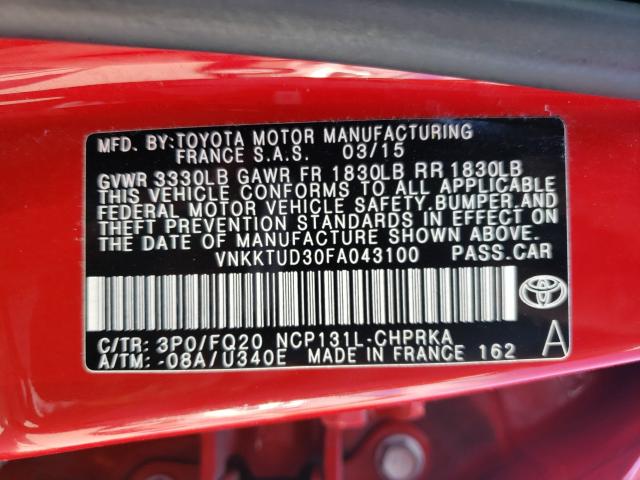 MFD. BY:TOYOTA MOTOR MANUFACTURING
FRANCE S.A.S. 03/15
GVWR 3330LB GAWR FR 1830LB RR 1830LB
THIS VEHICLE CONFORMS TO ALL APPLICABLE
FEDERAL MOTOR VEHICLE SAFETY,BUMPER,AND
THEFT PREVENTION STANDARDS IN EFFECT ON
THE DATE OF MANUFACTURE SHOWN ABOVE.
VNKKTUD30FA043100 PASS.CAR
C/TR: 3P0/FQ20 NCP131L-CHPRKA
A/TM: -08A/U340E MADE IN FRANCE 162 A